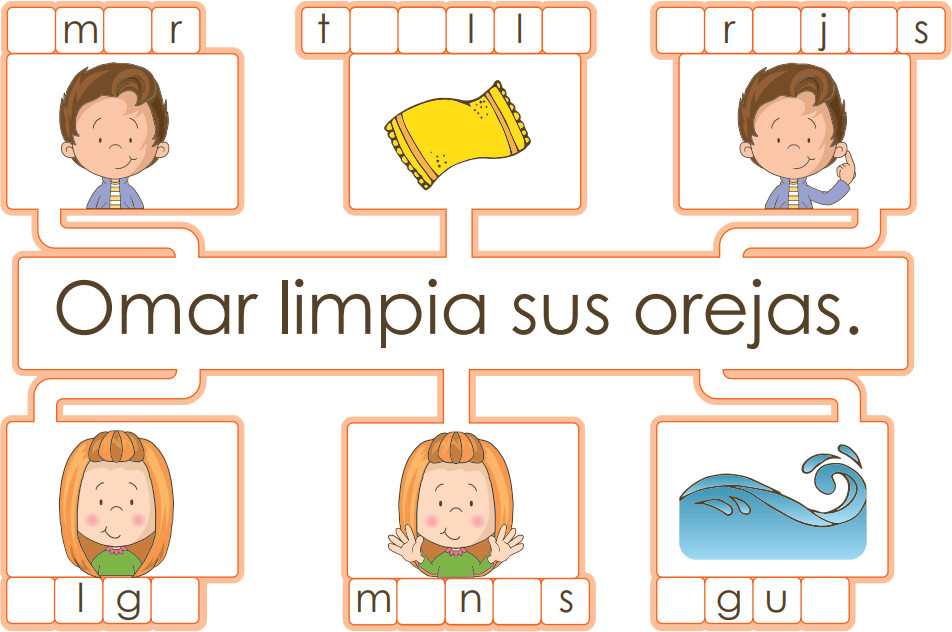 m r
t l l
r j s
Omar limpia sus orejas.
l g
m n s
g u